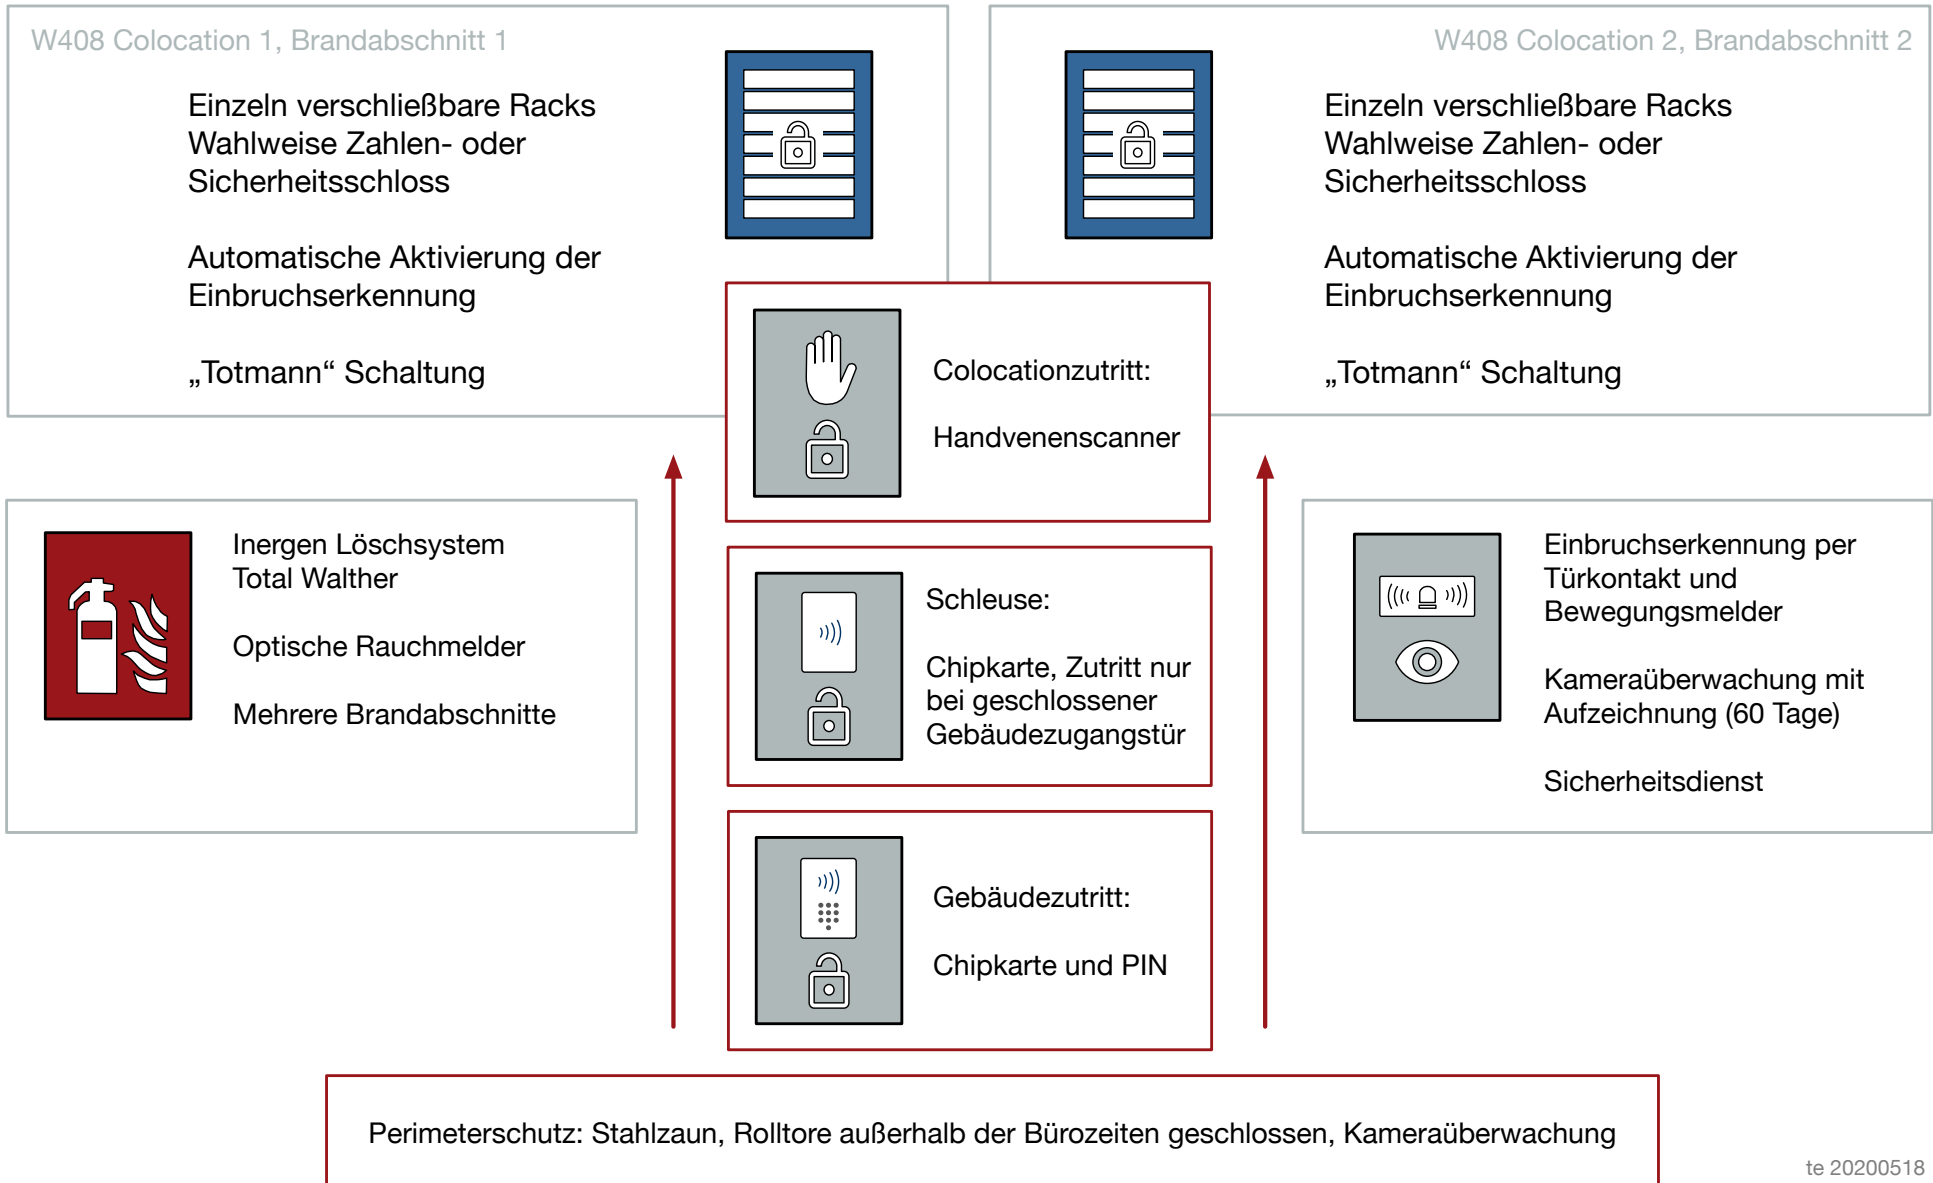 W408 Colocation 1, Brandabschnitt 1
Einzeln verschließbare Racks
Wahlweise Zahlen- oder
Sicherheitsschloss
Automatische Aktivierung der
Einbruchserkennung
„Totmann“ Schaltung
W408 Colocation 2, Brandabschnitt 2
Einzeln verschließbare Racks
Wahlweise Zahlen- oder
Sicherheitsschloss
Automatische Aktivierung der
Einbruchserkennung
„Totmann“ Schaltung
Colocationzutritt:
Handvenenscanner
Inergen Löschsystem
Total Walther
Optische Rauchmelder
Mehrere Brandabschnitte
Schleuse:
Chipkarte, Zutritt nur
bei geschlossener
Gebäudezugangstür
Einbruchserkennung per
Türkontakt und
Bewegungsmelder
Kameraüberwachung mit
Aufzeichnung (60 Tage)
Sicherheitsdienst
Gebäudezutritt:
Chipkarte und PIN
Perimeterschutz: Stahlzaun, Rolltore außerhalb der Bürozeiten geschlossen, Kameraüberwachung
te 20200518